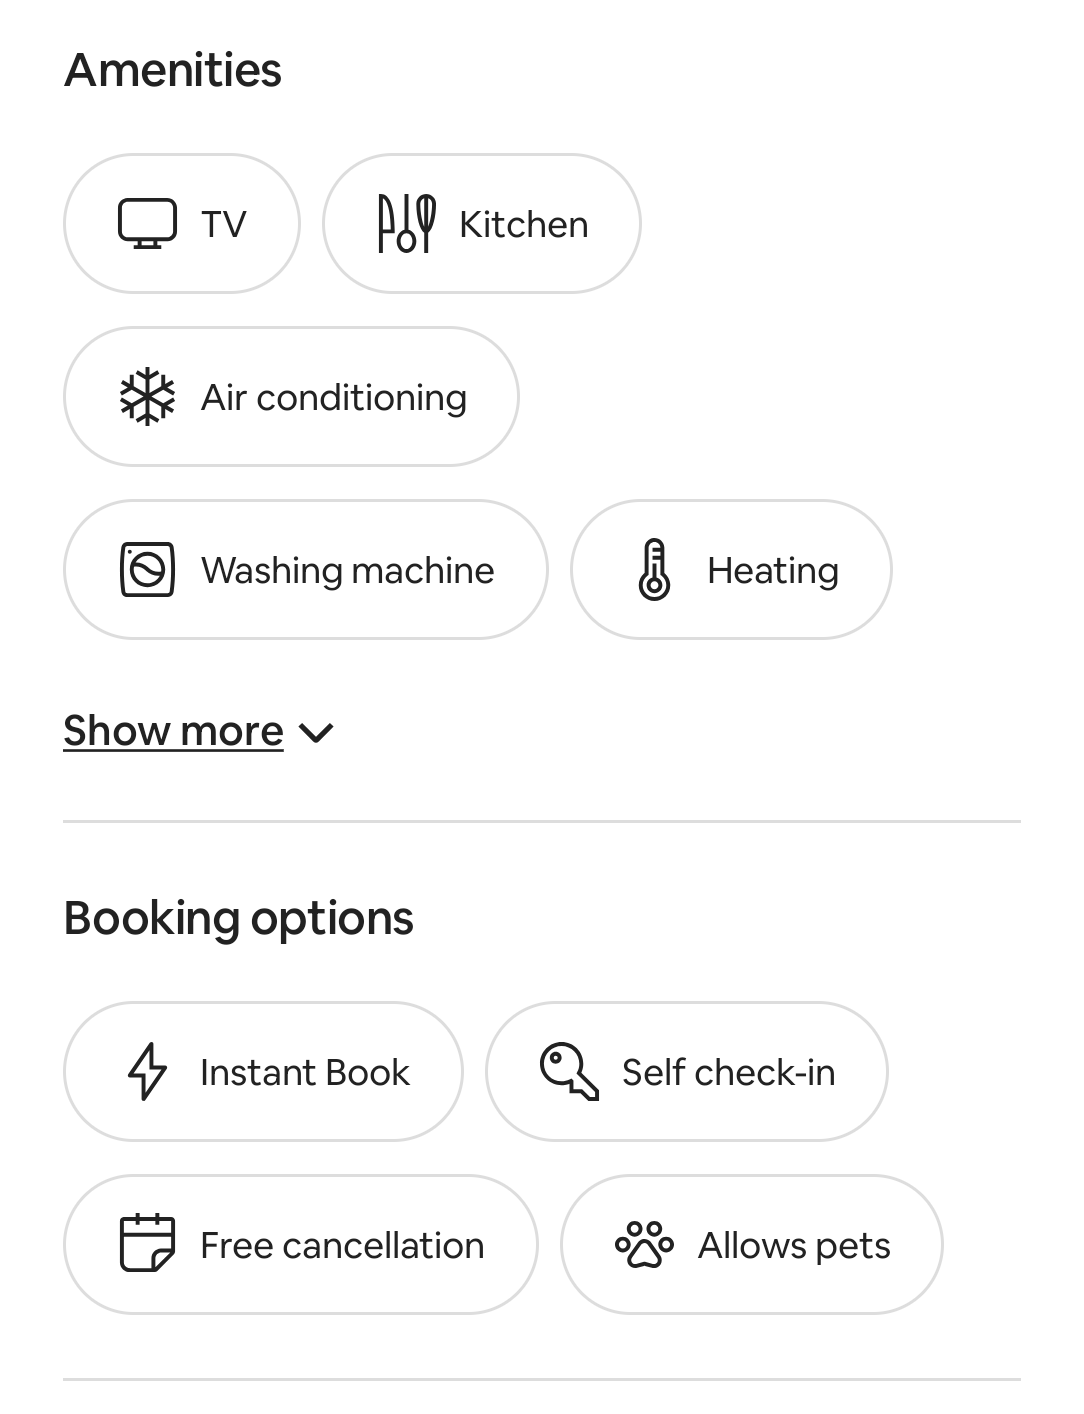 Amenities
TV Kitchen
Air conditioning
Washing machine Heating
Show more
Booking options
Instant Book Self check-in
Free cancellation Allows pets